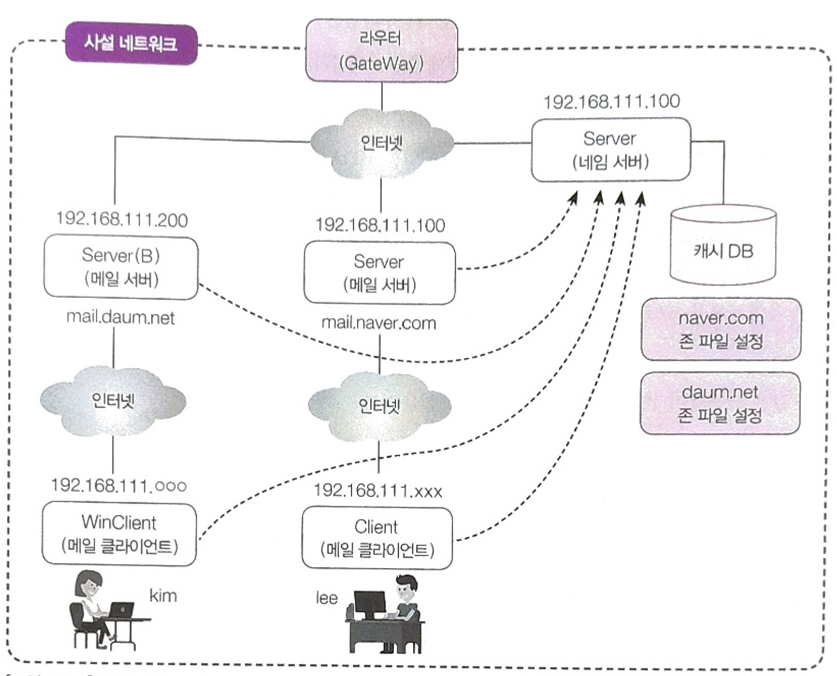 사설 네트워크
라우터
(GateWay)
인터넷
192.168.111.100
Server
(네임 서버)
캐시 DB
naver.com
존 파일 설정
daum.net
존 파일 설정
192.168.111.200
Server(B)
(메일 서버)
mail.daum.net
192.168.111.100
Server
(메일 서버)
mail.naver.com
인터넷
인터넷
192.168.111.ooo
WinClient
(메일 클라이언트)
kim
192.168.111.xxx
Client
(메일 클라이언트)
lee